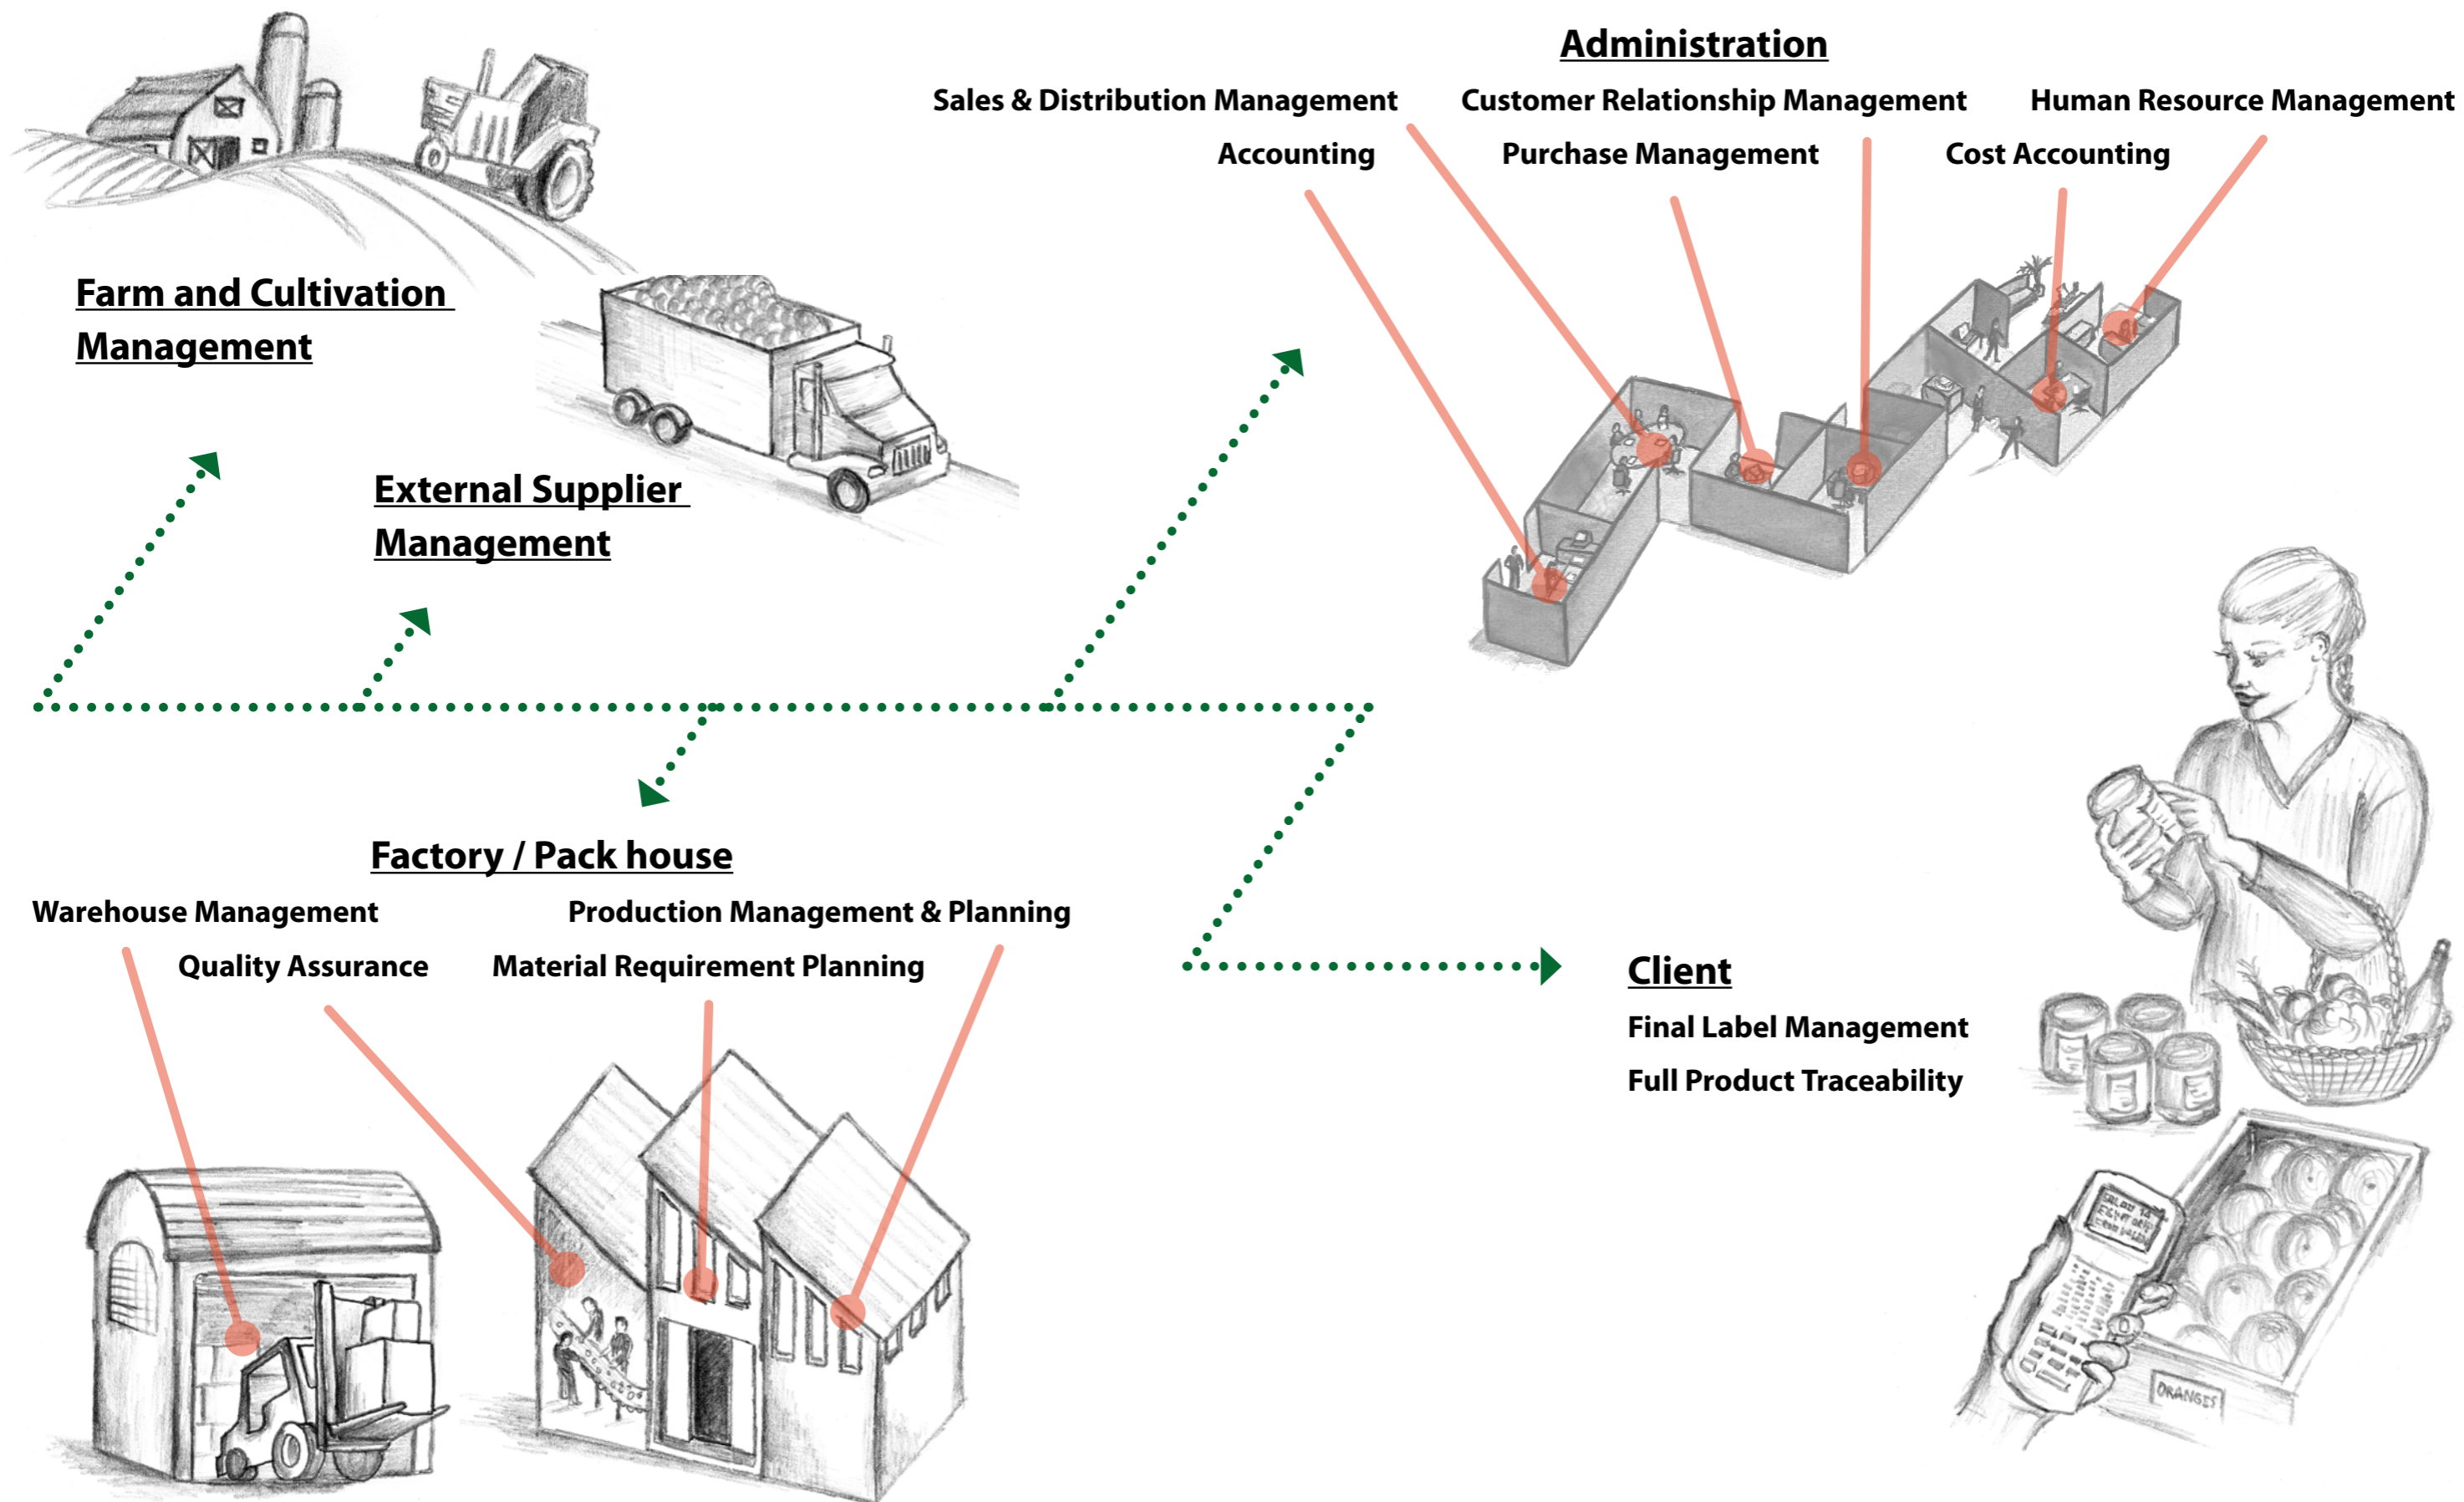 Administration
Sales & Distribution Management
Customer Relationship Management
Human Resource Management
Accounting
Purchase Management
Cost Accounting
Farm and Cultivation
Management
External Supplier
Management
Factory / Pack house
Warehouse Management
Production Management & Planning
Quality Assurance
Material Requirement Planning
Client
Final Label Management
Full Product Traceability
ORANGES